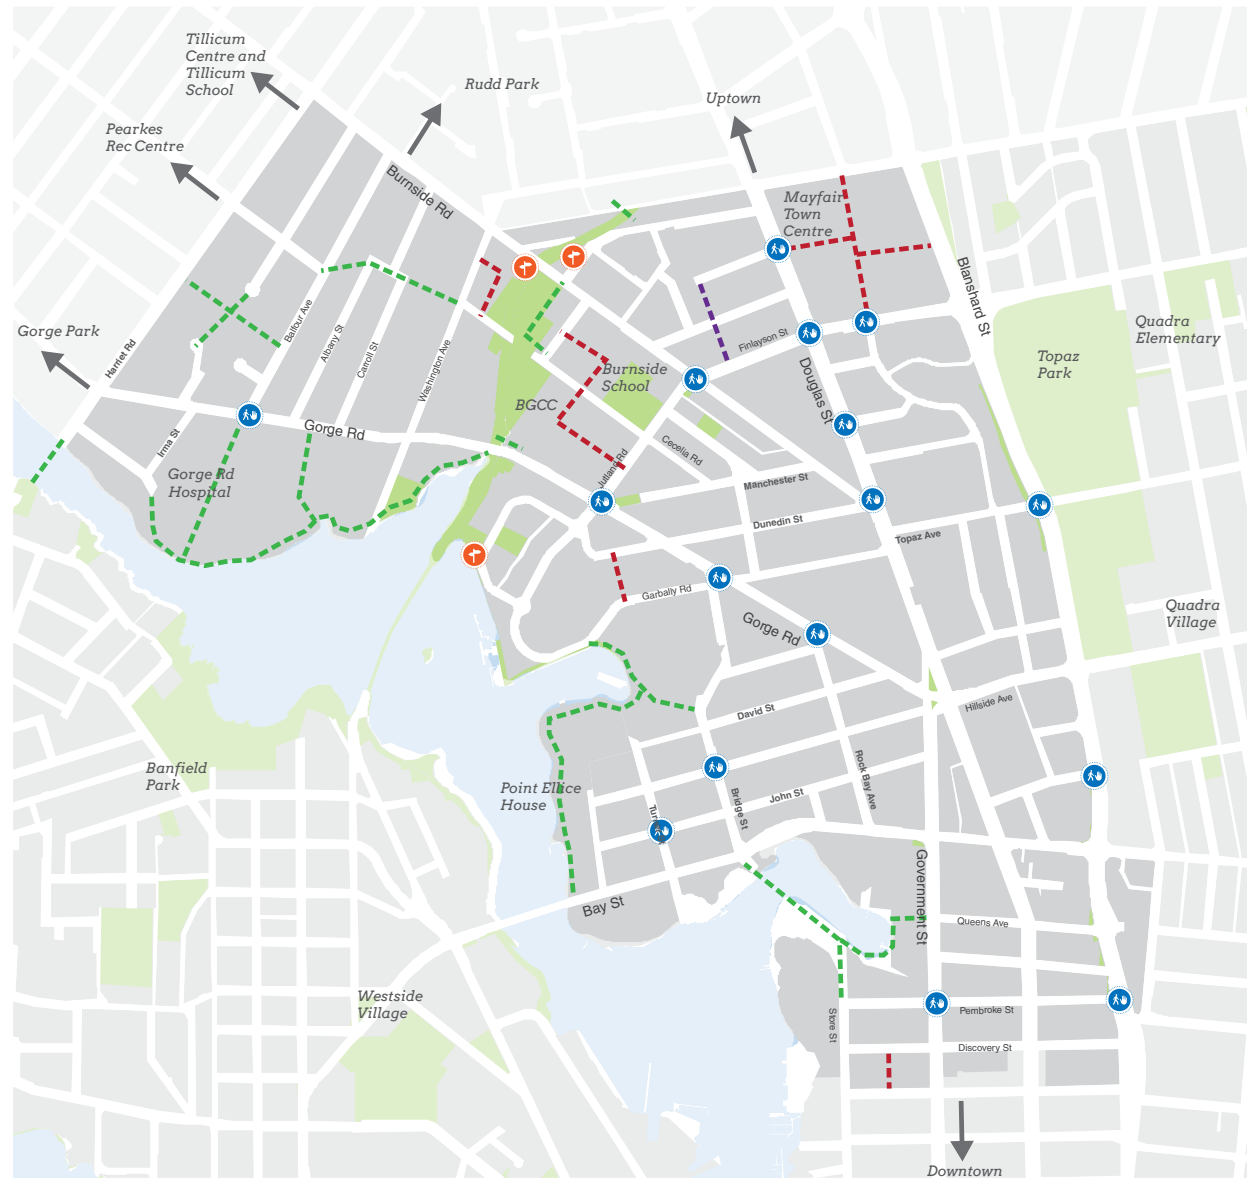 Tillicum
Centre and
Tillicum
School
Rudd Park
Uptown
Pearkes
Rec Centre
Burnside Rd
Mayfair
Town
Centre
Blanshard St
Gorge Park
Harriet Rd
Balfour Ave
Albany St
Carroll St
Washington Ave
Finlayson St
Quadra
Elementary
Topaz
Park
Burnside
School
Douglas St
BGCC
Gorge Rd
Irma St
Cecelia Rd
Jutland Rd
Gorge Rd
Hospital
Manchester St
Dunedin St
Topaz Ave
Garbally Rd
Gorge Rd
Quadra
Village
Hillside Ave
David St
Banfield
Park
Point Ellice
House
Rock Bay Ave
Bridge St
John St
Bay St
Government St
Queens Ave
Westside
Village
Store St
Pembroke St
Discovery St
Downtown